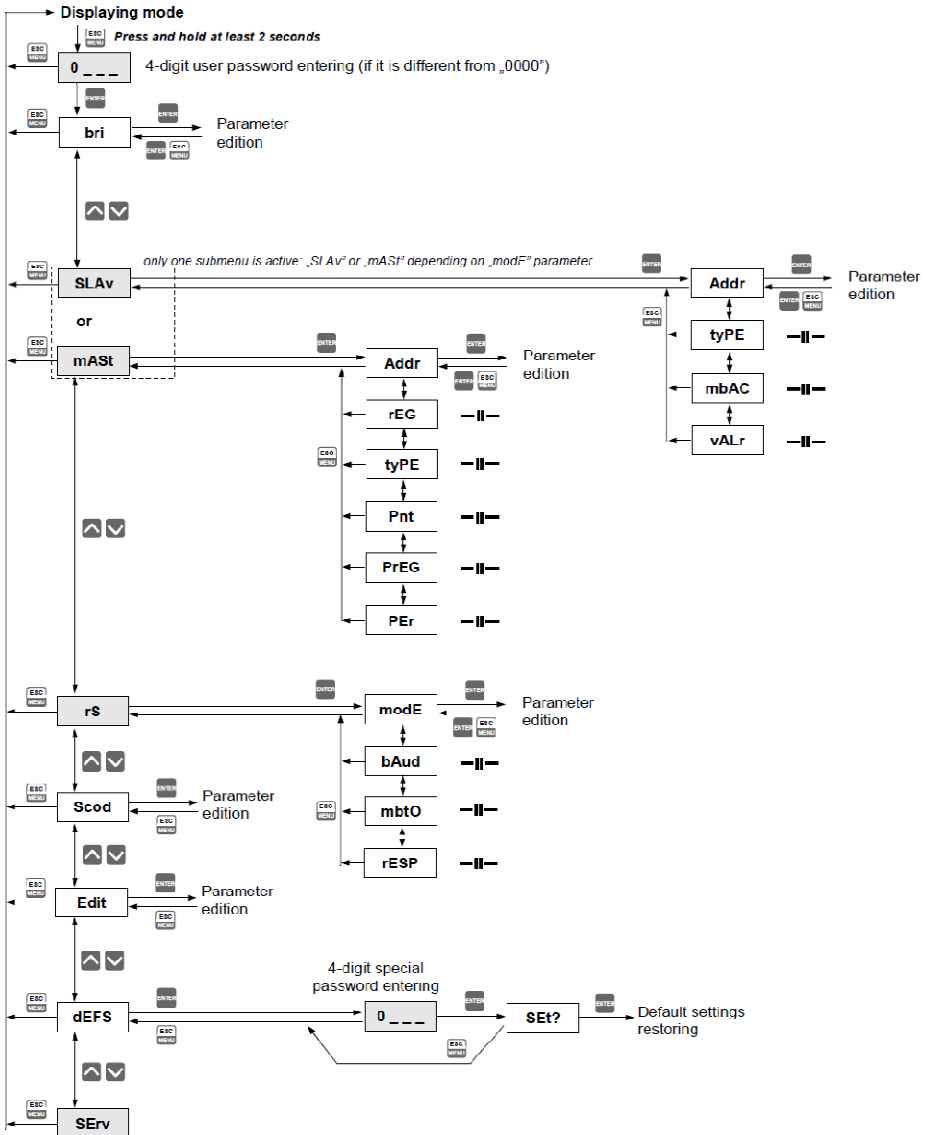 Displaying mode
ESC MENU Press and hold at least 2 seconds
ESC MENU
0 _ _ _ 4-digit user password entering (if it is different from „0000”)
ENTER
ESC MENU
bri
ENTER
ENTER ESC MENU
Parameter
edition
only one submenu is active: „SLAv” or „mASt” depending on „modE” parameter
ESC MENU
SLAv
ENTER
Addr
ENTER
ENTER ESC MENU
Parameter
edition
or
ESC MENU
tyPE
mbAC
vALr
ESC MENU
mASt
ENTER
Addr
ENTER
ENTER ESC MENU
Parameter
edition
rEG
ESC MENU
tyPE
Pnt
PrEG
PEr
ESC MENU
rS
ENTER
modE
ENTER
ENTER ESC MENU
Parameter
edition
bAud
ESC MENU
mbtO
rESP
ESC MENU
Scod
ENTER
ESC MENU
Parameter
edition
ESC MENU
Edit
ENTER
ESC MENU
Parameter
edition
4-digit special
password entering
ESC MENU
dEFS
ENTER
ESC MENU
0 _ _ _
ENTER
SEt?
ENTER
Default settings
restoring
ESC MENU
ESC MENU
SErv